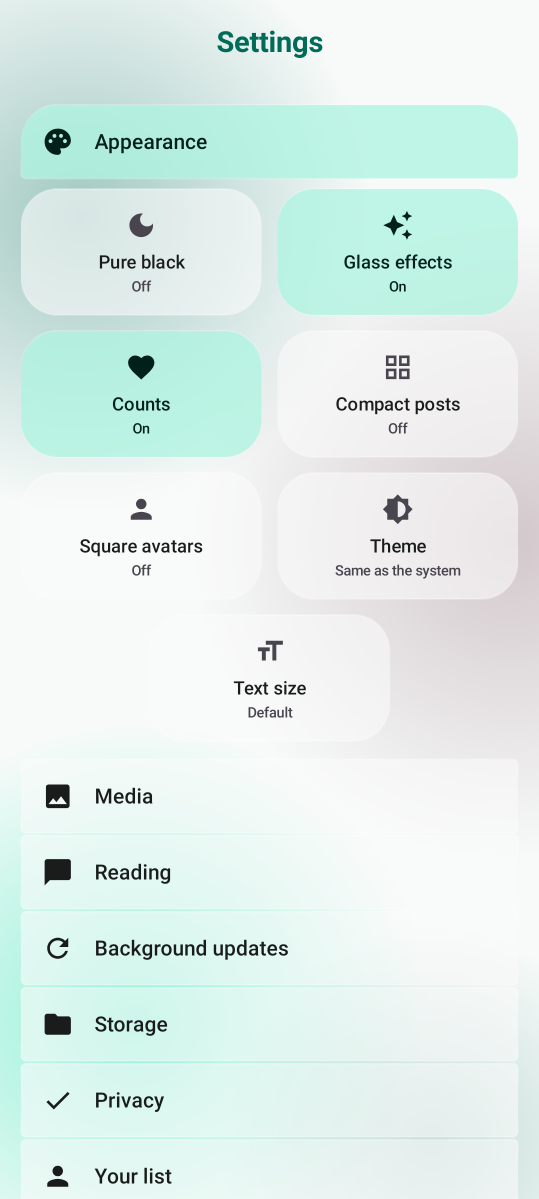 Settings
Appearance
Pure black
Off
Glass effects
On
Counts
On
Compact posts
Off
Square avatars
Off
Theme
Same as the system
Text size
Default
Media
Reading
Background updates
Storage
Privacy
Your list